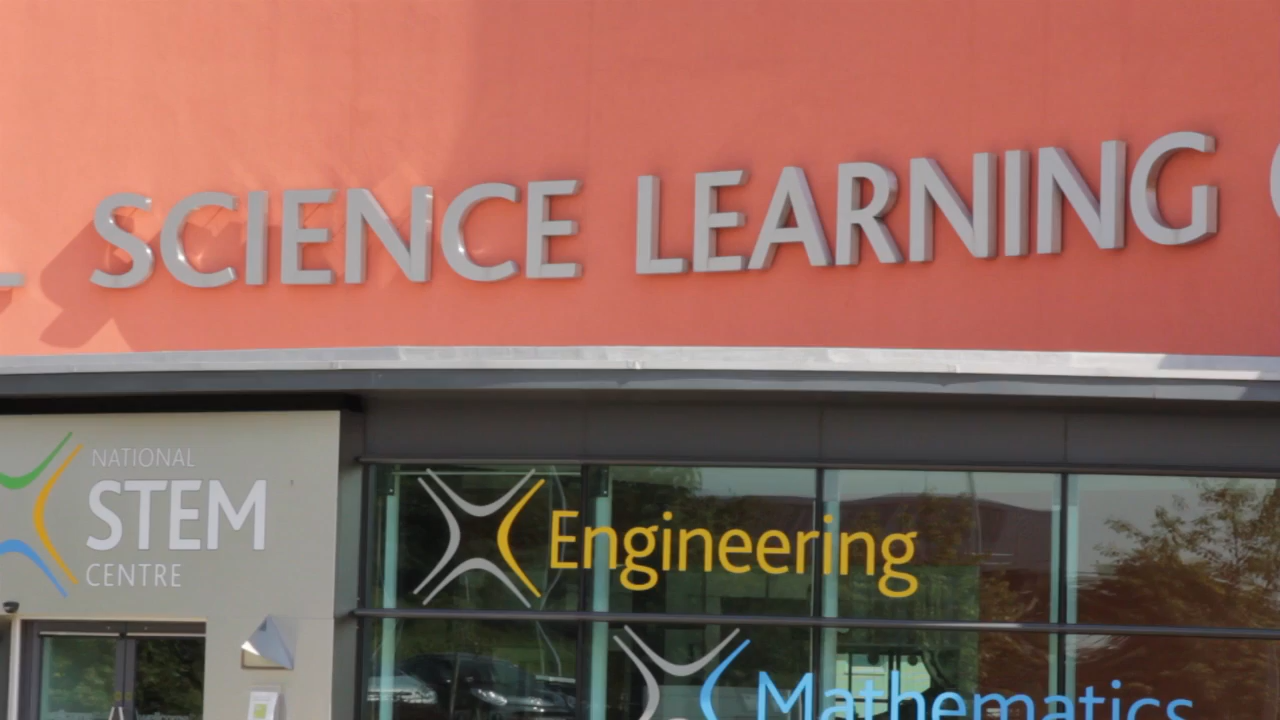 SCIENCE LEARNING
NATIONAL
STEM
CENTRE
Engineering
Mathematics